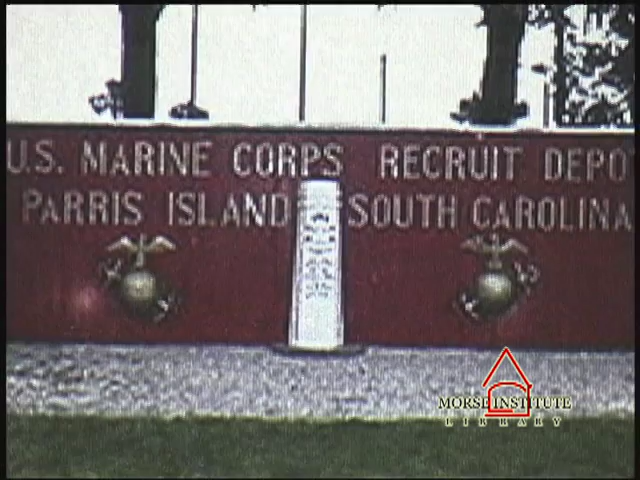 U.S. MARINE CORPS RECRUIT DEPO
PARRIS ISLAND SOUTH CAROLINA
MORSE INSTITUTE
LIBRARY